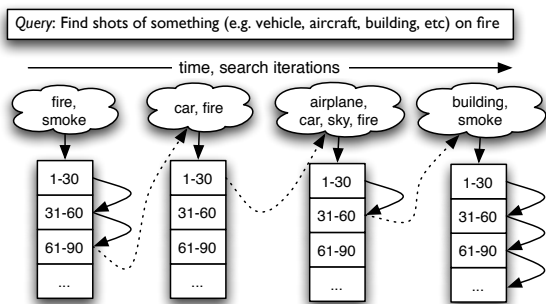 Query: Find shots of something (e.g. vehicle, aircraft, building, etc) on fire
time, search iterations
fire,
smoke
car, fire
airplane,
car, sky, fire
building,
smoke
1-30
31-60
61-90
...
1-30
31-60
61-90
...
1-30
31-60
61-90
...
1-30
31-60
61-90
...